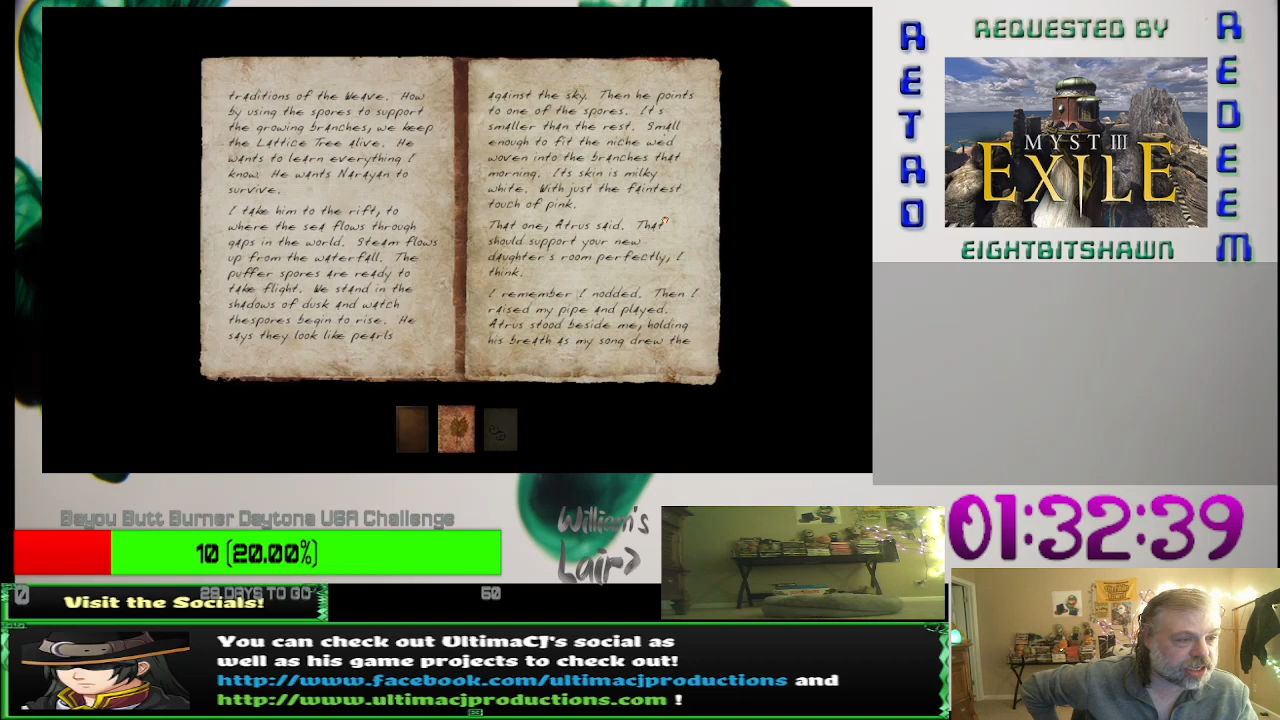 traditions of the Weave. How
by using the spores to support
the growing branches, we keep
the Lattice Tree alive. He
wants to learn everything I
know. He wants Narayan to
survive.
I take him to the rift, to
where the sea flows through
gaps in the world. Steam flows
up from the waterfall. The
puffer spores are ready to
take flight. We stand in the
shadows of dusk and watch
thespores begin to rise. He
says they look like pearls
against the sky. Then he points
to one of the spores. It's
smaller than the rest. Small
enough to fit the niche we'd
woven into the branches that
morning. Its skin is milky
white. With just the faintest
touch of pink.
That one, Atrus said. That
should support your new
daughter's room perfectly, I
think.
I remember I nodded. Then I
raised my pipe and played.
Atrus stood beside me, holding
his breath as my song drew the
RETRO
REQUESTED BY
MYST III
EXILE
EIGHTBITSHAWN
REDEEM
Bayou Butt Burner Daytona USA Challenge
10 (20.00%)
0
28 DAYS TO GO
50
William's
Lair
01:32:39
Visit the Socials!
You can check out UltimaCJ's social as
well as his game projects to check out!
http://www.facebook.com/ultimacjproductions and
http://www.ultimacjproductions.com !